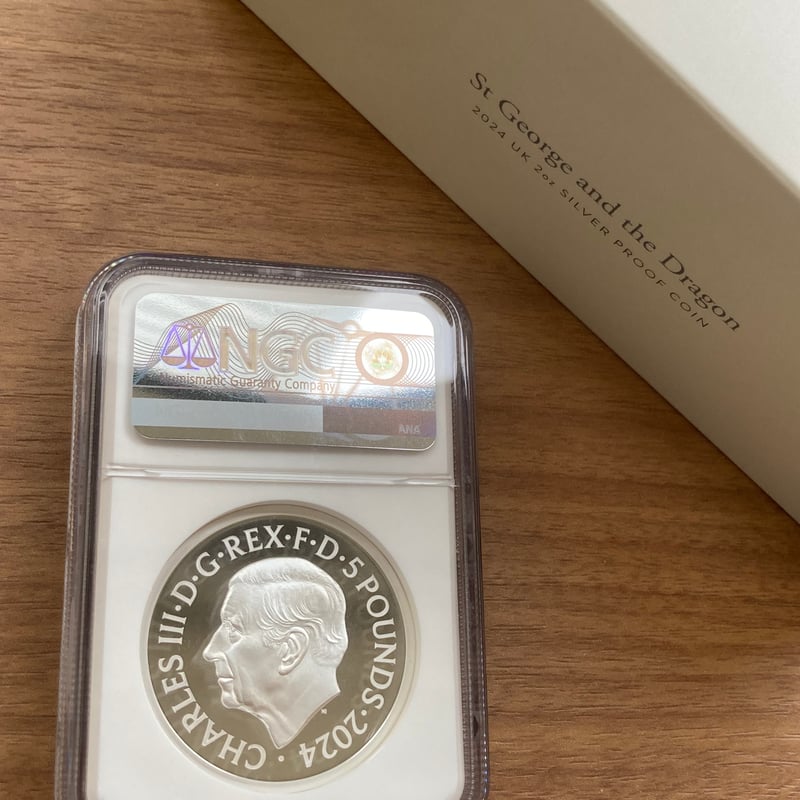 St George and the Dragon
2024 UK 2oz SILVER PROOF COIN
NGC
Numismatic Guaranty Company
ANA
CHARLES III·D·G·REX·F·D·5 POUNDS·2024·